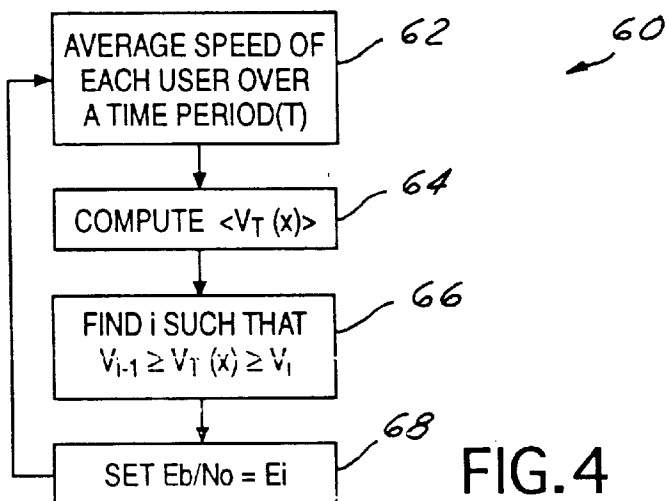 AVERAGE SPEED OF
EACH USER OVER
A TIME PERIOD(T)
62
60
COMPUTE <V_T (x)>
64
FIND i SUCH THAT
V_{i-1} ≥ V_T (x) ≥ V_i
66
SET Eb/No = Ei
68
FIG.4